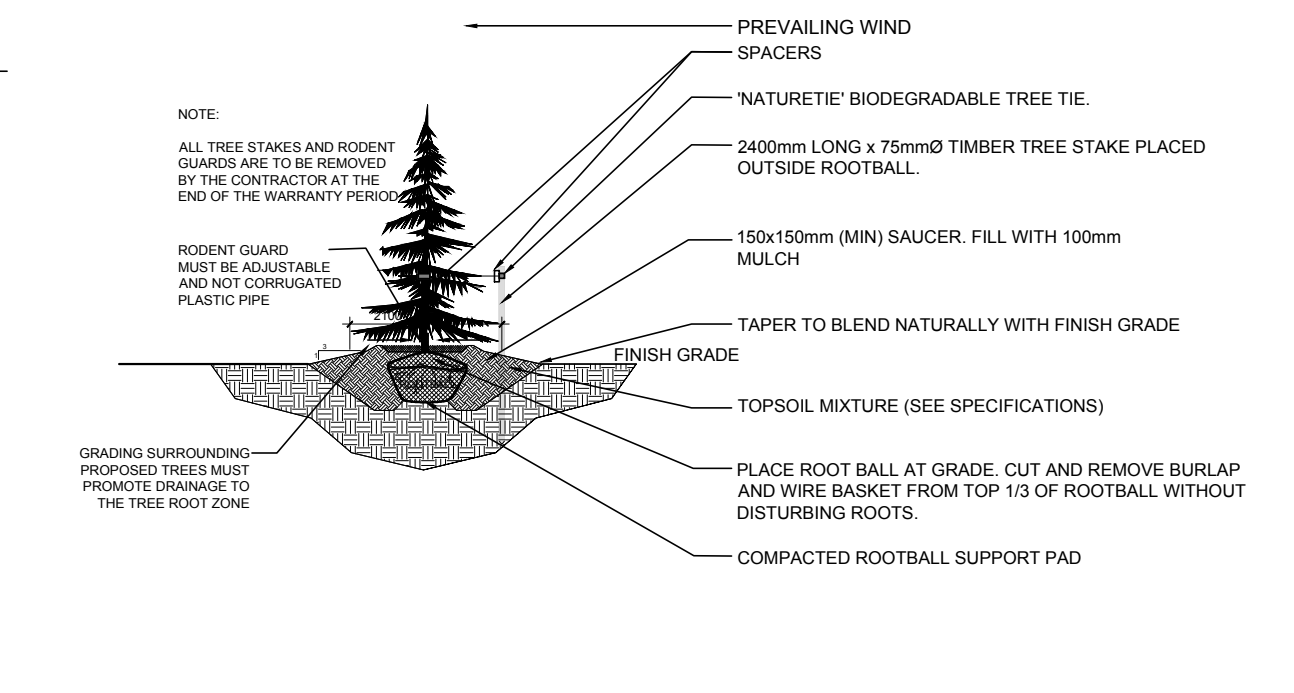 PREVAILING WIND
SPACERS
'NATURETIE' BIODEGRADABLE TREE TIE.
2400mm LONG x 75mmØ TIMBER TREE STAKE PLACED
OUTSIDE ROOTBALL.
150x150mm (MIN) SAUCER. FILL WITH 100mm
MULCH
TAPER TO BLEND NATURALLY WITH FINISH GRADE
FINISH GRADE
TOPSOIL MIXTURE (SEE SPECIFICATIONS)
PLACE ROOT BALL AT GRADE. CUT AND REMOVE BURLAP
AND WIRE BASKET FROM TOP 1/3 OF ROOTBALL WITHOUT
DISTURBING ROOTS.
COMPACTED ROOTBALL SUPPORT PAD
NOTE:
ALL TREE STAKES AND RODENT
GUARDS ARE TO BE REMOVED
BY THE CONTRACTOR AT THE
END OF THE WARRANTY PERIOD
RODENT GUARD
MUST BE ADJUSTABLE
AND NOT CORRUGATED
PLASTIC PIPE
2100
3
1
GRADING SURROUNDING
PROPOSED TREES MUST
PROMOTE DRAINAGE TO
THE TREE ROOT ZONE